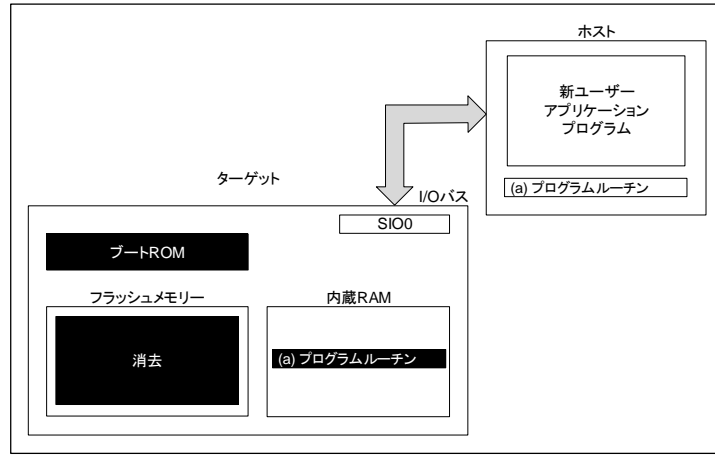 ホスト
新ユーザー
アプリケーション
プログラム
(a) プログラムルーチン
ターゲット
I/Oバス
SIO0
ブートROM
フラッシュメモリー
内蔵RAM
消去
(a) プログラムルーチン